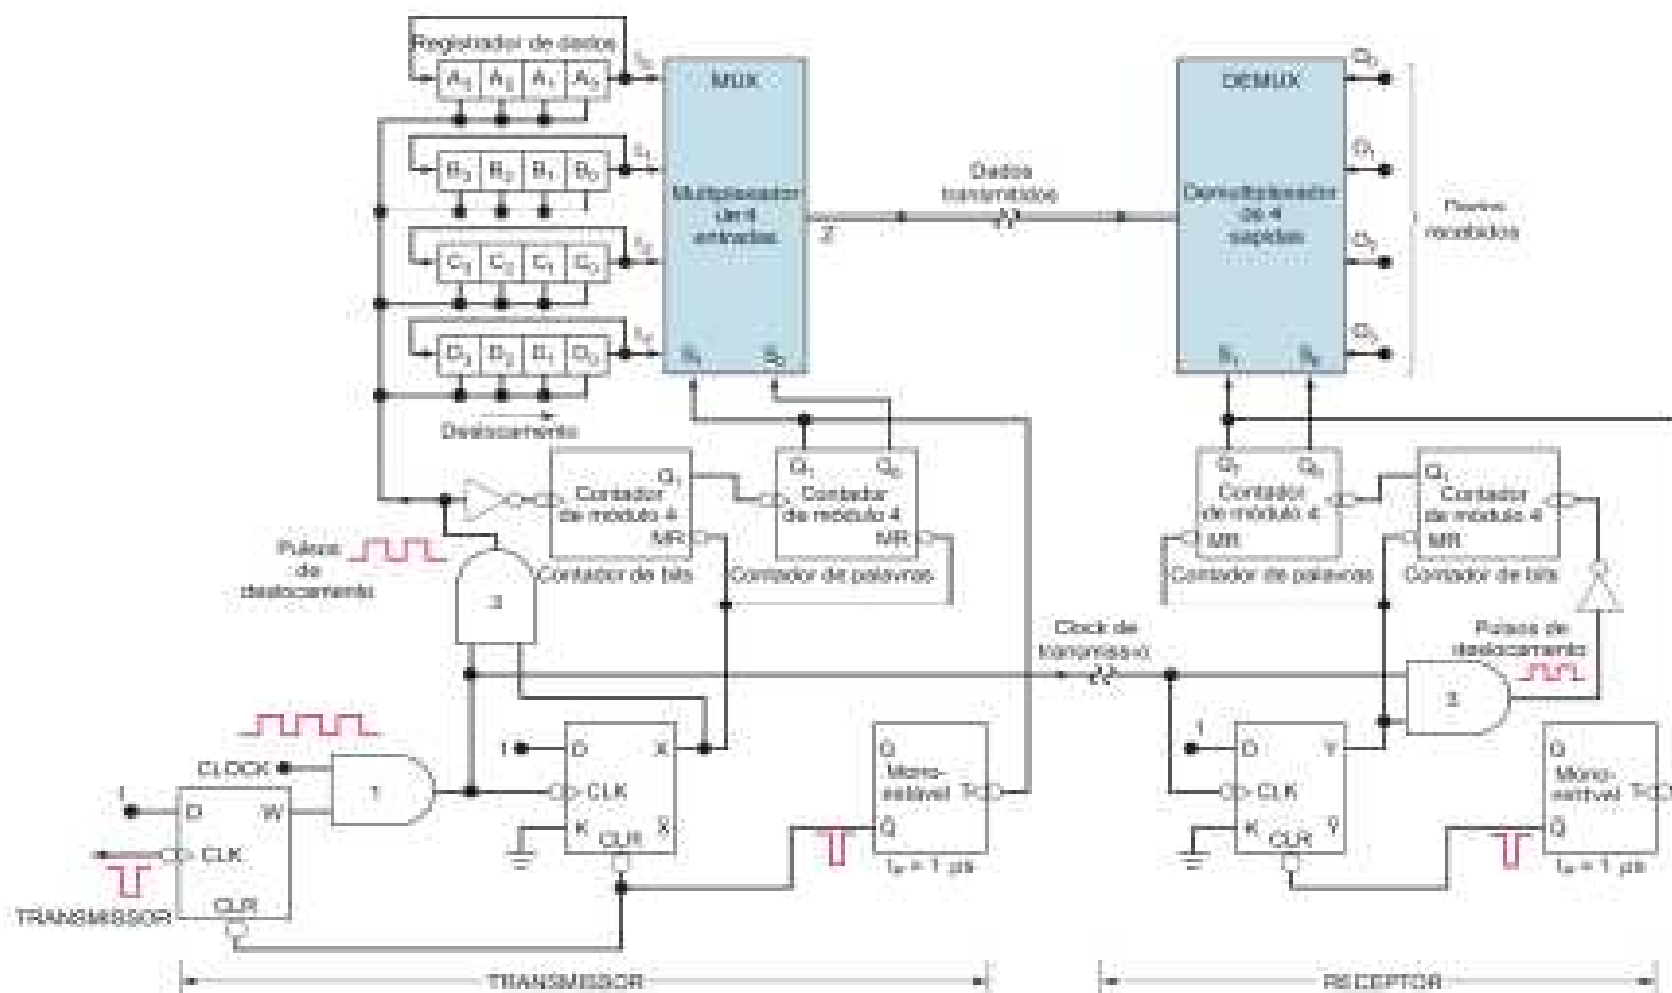 Registrador de dados
A₃ A₂ A₁ A₀
I₀
MUX
DEMUX
O₀
B₃ B₂ B₁ B₀
I₁
Multiplexador
de 4
entradas
Z
Dados
transmitidos
Demultiplexador
de 4
saídas
O₁
recebidos
C₃ C₂ C₁ C₀
I₂
O₂
D₃ D₂ D₁ D₀
I₃
S₁ S₀
S₁ S₀
O₃
Deslocamento
Q₁
Contador
de módulo 4
MR
Contador de bits
Q₁ Q₀
Contador
de módulo 4
MR
Contador de palavras
Q₁ Q₀
Contador
de módulo 4
MR
Contador de palavras
Q₁
Contador
de módulo 4
MR
Contador de bits
Pulsos
de
deslocamento
2
Clock de
transmissão
Pulsos de
deslocamento
CLOCK
1
1
D W
CLK
CLR
TRANSMISSOR
1
D X
CLK
K X̅
CLR
Q
Mono-
estável
T
Q̅
tₚ = 1 µs
1
D Y
CLK
K Y̅
CLR
Q
Mono-
estável
T
Q̅
tₚ = 1 µs
TRANSMISSOR
RECEPTOR